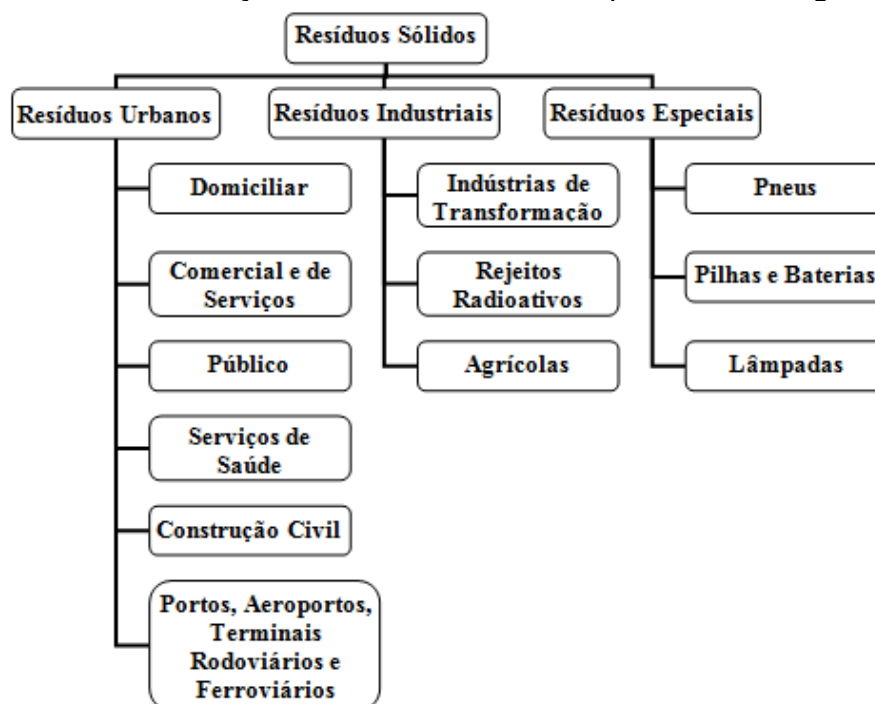 Resíduos Sólidos
Resíduos Urbanos
Resíduos Industriais
Resíduos Especiais
Domiciliar
Comercial e de
Serviços
Público
Serviços de
Saúde
Construção Civil
Portos, Aeroportos,
Terminais
Rodoviários e
Ferroviários
Indústrias de
Transformação
Rejeitos
Radioativos
Agrícolas
Pneus
Pilhas e Baterias
Lâmpadas